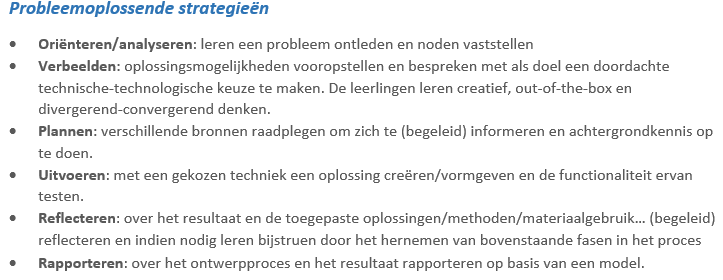 Probleemoplossende strategieën
• Oriënteren/analyseren: leren een probleem ontleden en noden vaststellen
• Verbeelden: oplossingsmogelijkheden vooropstellen en bespreken met als doel een doordachte
technische-technologische keuze te maken. De leerlingen leren creatief, out-of-the-box en
divergerend-convergerend denken.
• Plannen: verschillende bronnen raadplegen om zich te (begeleid) informeren en achtergrondkennis op
te doen.
• Uitvoeren: met een gekozen techniek een oplossing creëren/vormgeven en de functionaliteit ervan
testen.
• Reflecteren: over het resultaat en de toegepaste oplossingen/methoden/materiaalgebruik… (begeleid)
reflecteren en indien nodig leren bijstruen door het hernemen van bovenstaande fasen in het proces
• Rapporteren: over het ontwerpproces en het resultaat rapporteren op basis van een model.